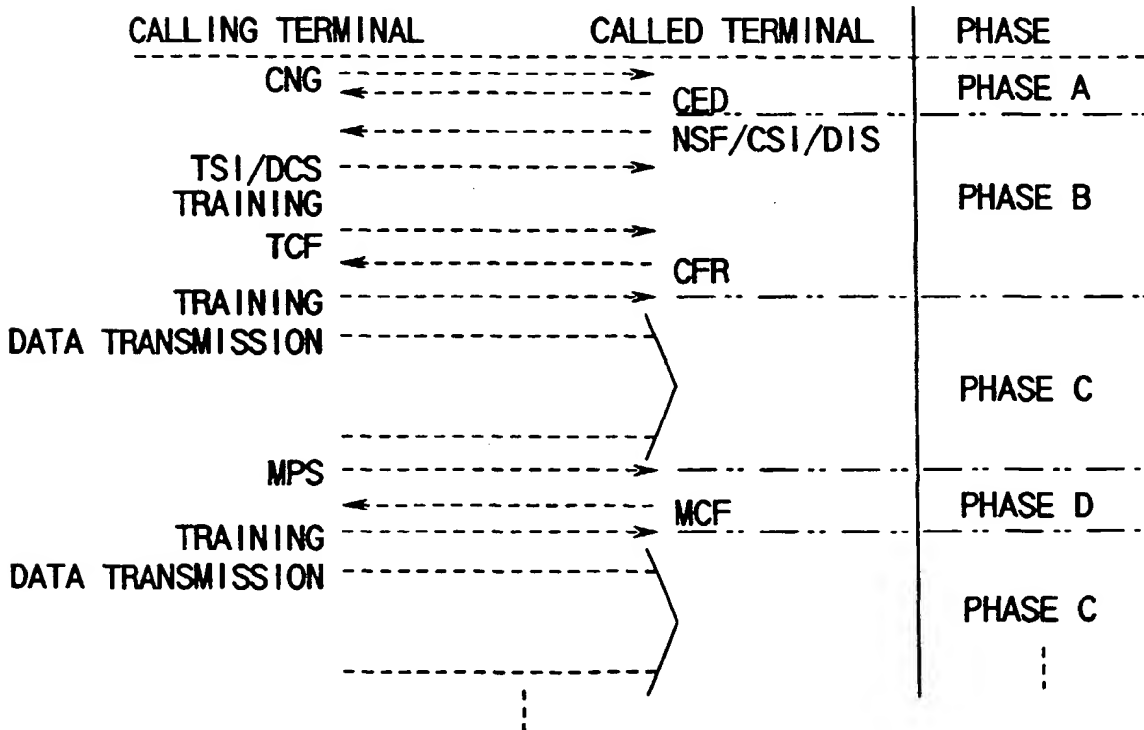 CALLING TERMINAL CALLED TERMINAL PHASE
CNG
CED
PHASE A
NSF/CSI/DIS
TSI/DCS
TRAINING
PHASE B
TCF
CFR
TRAINING
DATA TRANSMISSION
PHASE C
MPS
MCF
PHASE D
TRAINING
DATA TRANSMISSION
PHASE C